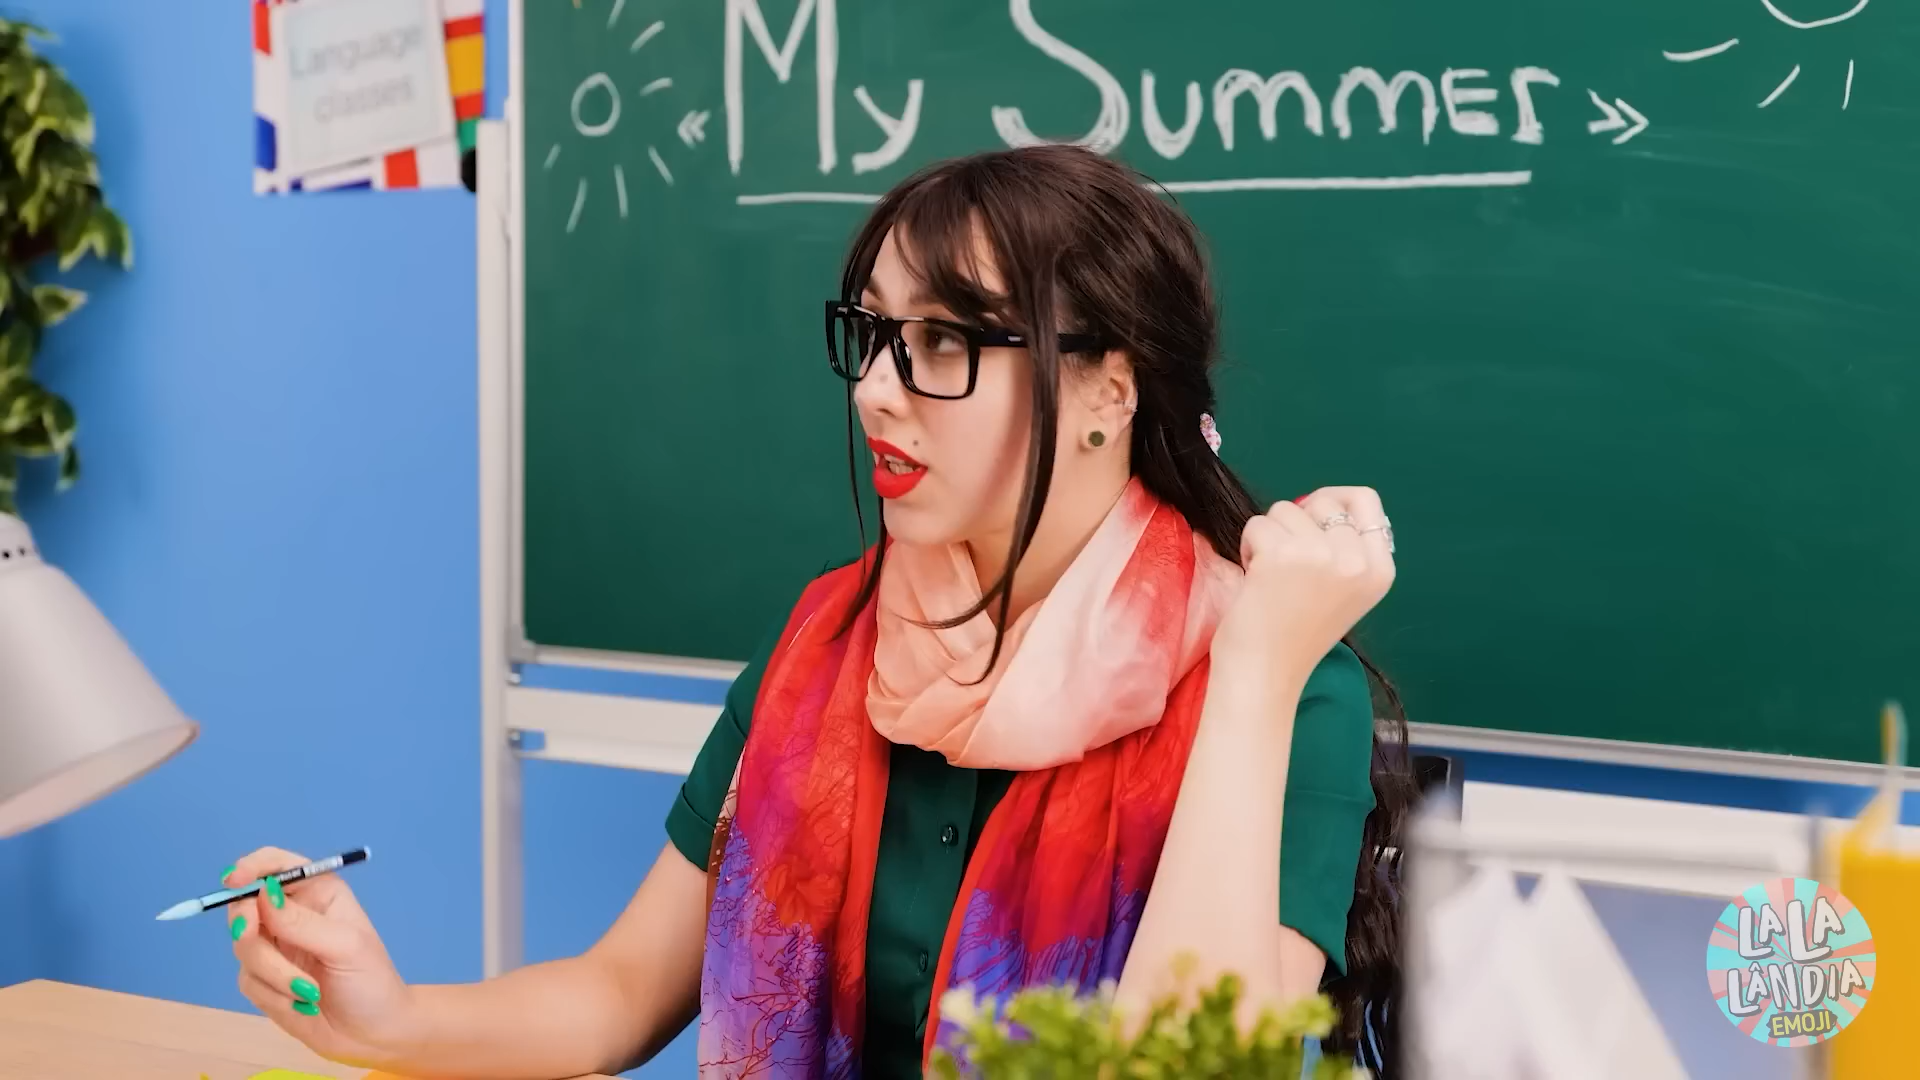 Language
classes
«My Summer»
LA LA
LÂNDIA
EMOJI